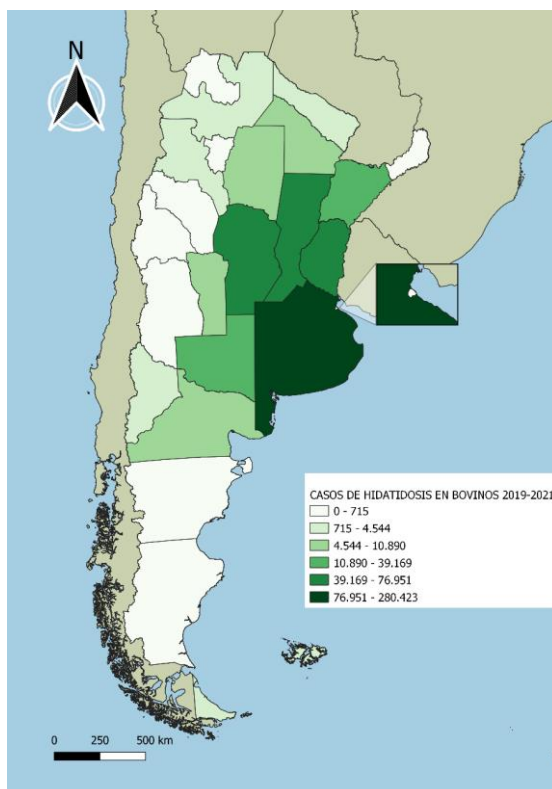 N
CASOS DE HIDATIDOSIS EN BOVINOS 2019-2021
0 - 715
715 - 4.544
4.544 - 10.890
10.890 - 39.169
39.169 - 76.951
76.951 - 280.423
0 250 500 km